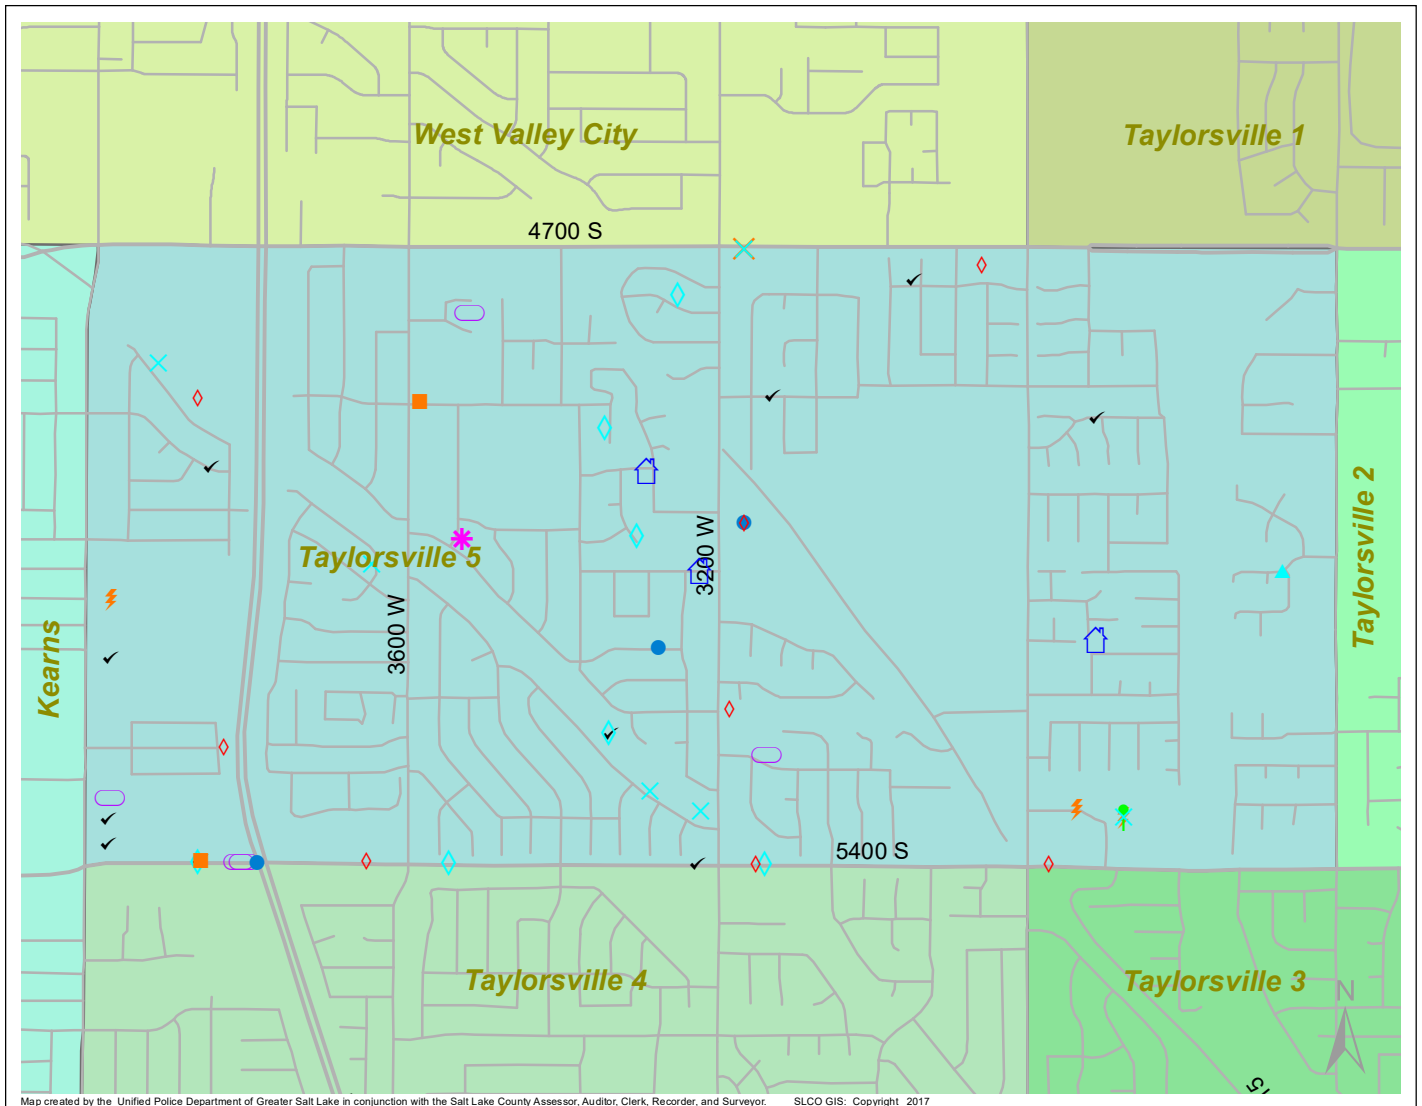 West Valley City
Taylorsville 1
4700 S
Taylorsville 5
3200 W
3600 W
Taylorsville 2
Kearns
5400 S
Taylorsville 4
Taylorsville 3
N
15
Map created by the Unified Police Department of Greater Salt Lake in conjunction with the Salt Lake County Assessor, Auditor, Clerk, Recorder, and Surveyor. SLCO GIS: Copyright 2017